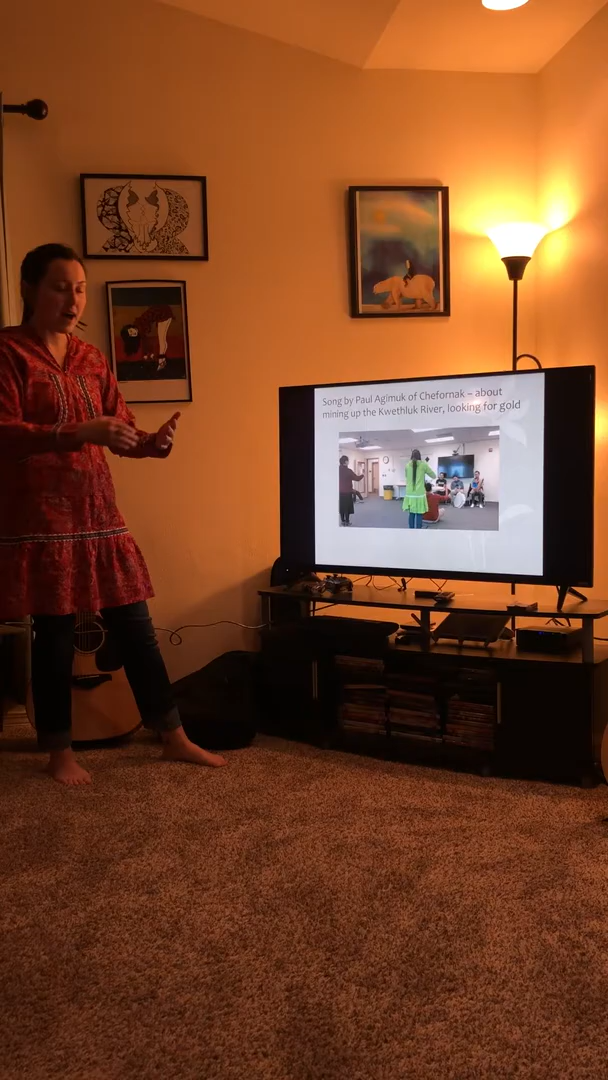 Song by Paul Agimuk of Chefornak – about
mining up the Kwethluk River, looking for gold